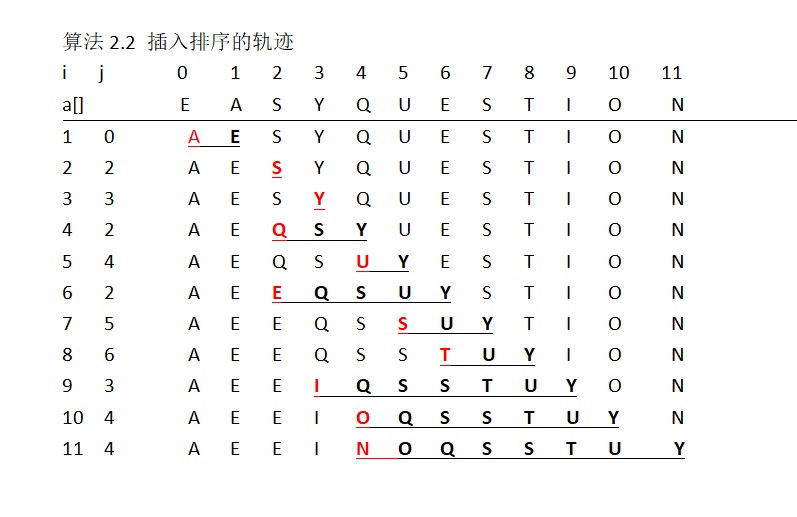 算法 2.2 插入排序的轨迹
i j 0 1 2 3 4 5 6 7 8 9 10 11
a[] E A S Y Q U E S T I O N
1 0 A E S Y Q U E S T I O N
2 2 A E S Y Q U E S T I O N
3 3 A E S Y Q U E S T I O N
4 2 A E Q S Y U E S T I O N
5 4 A E Q S U Y E S T I O N
6 2 A E E Q S U Y S T I O N
7 5 A E E Q S S U Y T I O N
8 6 A E E Q S S T U Y I O N
9 3 A E E I Q S S T U Y O N
10 4 A E E I O Q S S T U Y N
11 4 A E E I N O Q S S T U Y